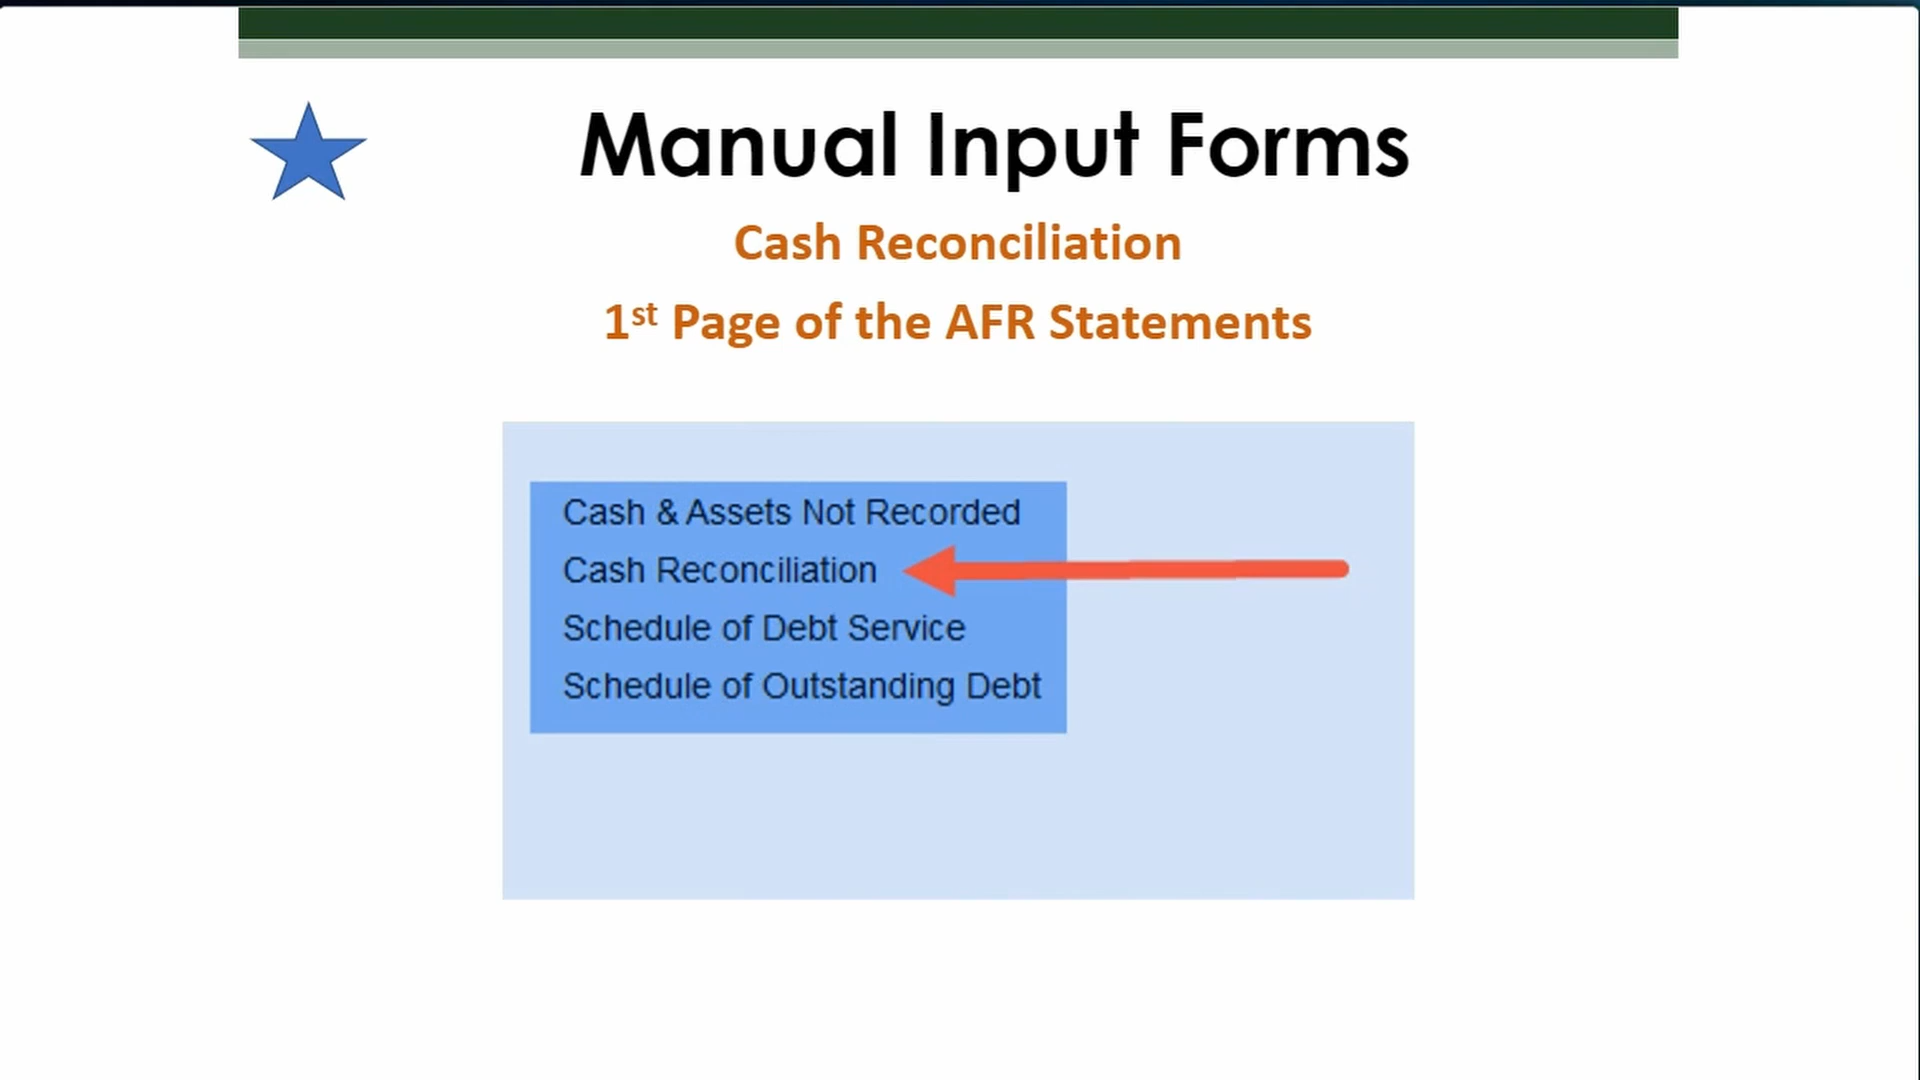 Manual Input Forms
Cash Reconciliation
1st Page of the AFR Statements
Cash & Assets Not Recorded
Cash Reconciliation
Schedule of Debt Service
Schedule of Outstanding Debt